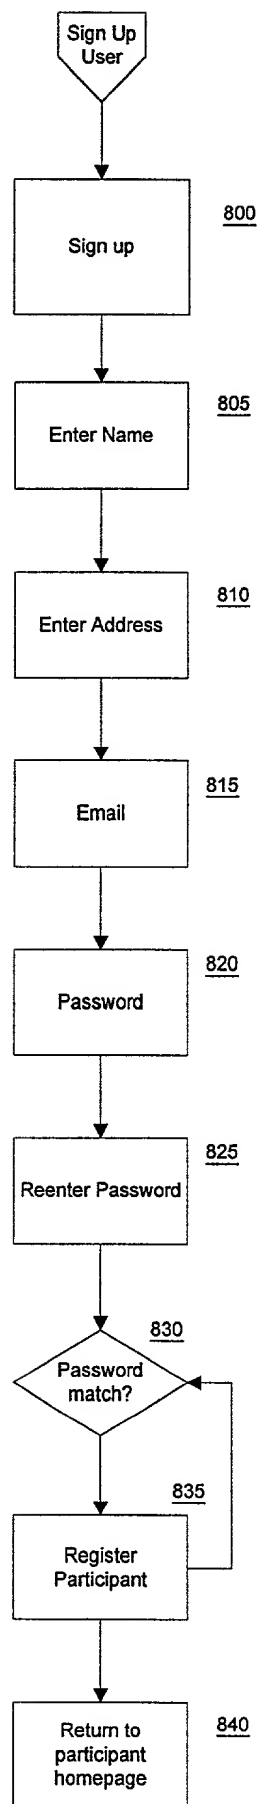 Sign Up
User
800
Sign up
805
Enter Name
810
Enter Address
815
Email
820
Password
825
Reenter Password
830
Password
match?
835
Register
Participant
840
Return to
participant
homepage